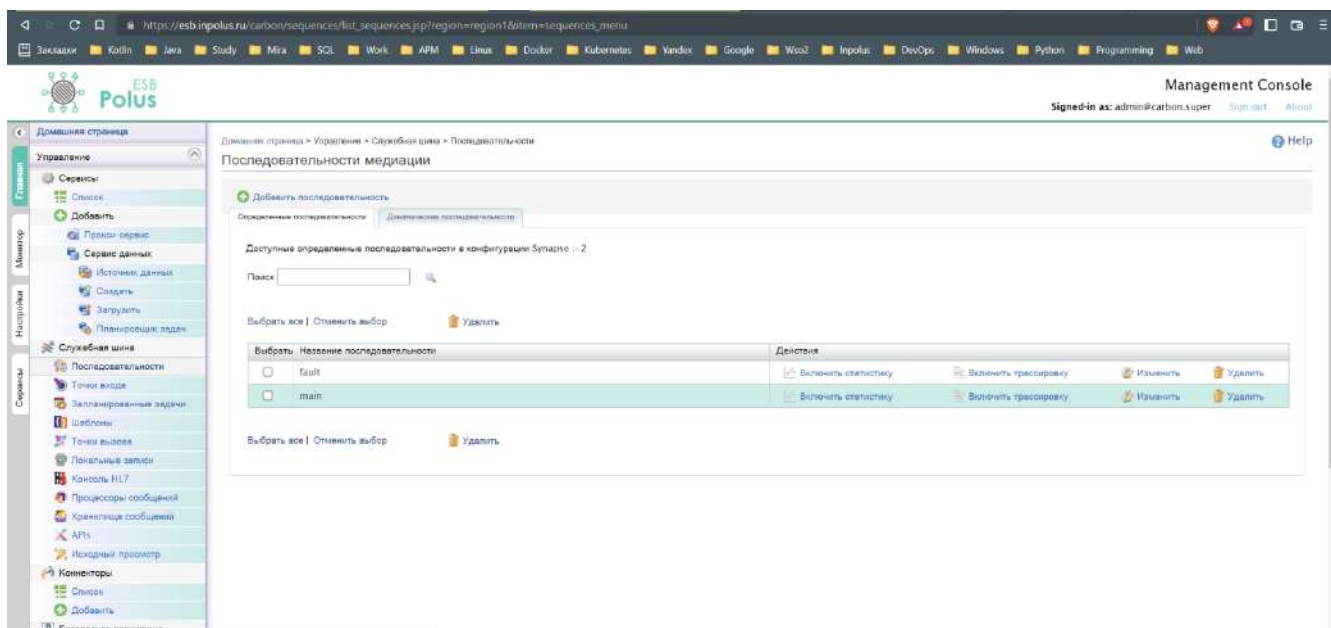 https://esb.inpolus.ru/carbon/sequences/list_sequences.jsp?region=region1&item=sequences_menu
Закладки Kotlin Java Study Mira SQL Work APM Linux Docker Kubernetes Yandex Google Wso2 Inpolus DevOps Windows Python Programming Web
ESB
Polus
Management Console
Signed-in as: admin@carbon.super Sign-out About
Главная
Монитор
Настройки
Сервисы
Домашняя страница
Управление
Сервисы
Список
Добавить
Прокси-сервис
Сервис данных
Источник данных
Создать
Загрузить
Планировщик задач
Служебная шина
Последовательности
Точки входа
Запланированные задачи
Шаблоны
Точки вызова
Локальные записи
Консоль HL7
Процессоры сообщений
Хранилища сообщений
APIs
Исходный просмотр
Коннекторы
Список
Добавить
Домашняя страница > Управление > Служебная шина > Последовательности
Help
Последовательности медиации
Добавить последовательность
Определенные последовательности Динамические последовательности
Доступные определенные последовательности в конфигурации Synapse :- 2
Поиск
Выбрать все | Отменить выбор Удалить
Выбрать Название последовательности Действия
fault Включить статистику Включить трассировку Изменить Удалить
main Включить статистику Включить трассировку Изменить Удалить
Выбрать все | Отменить выбор Удалить